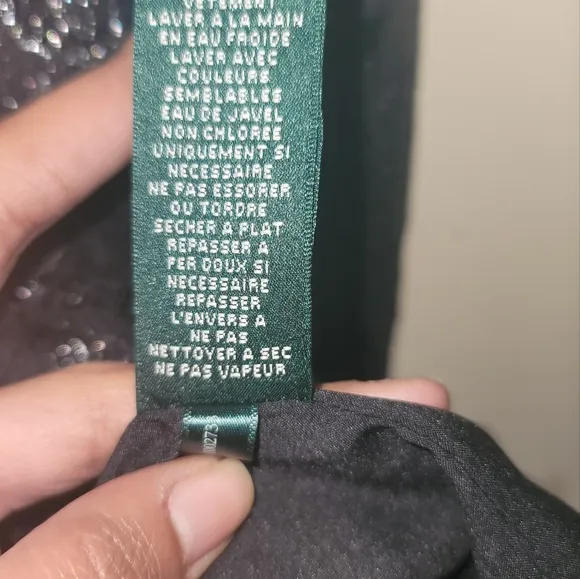 VETEMENT
LAVER A LA MAIN
EN EAU FROIDE
LAVER AVEC
COULEURS
SEMBLABLES
EAU DE JAVEL
NON CHLOREE
UNIQUEMENT SI
NECESSAIRE
NE PAS ESSORER
OU TORDRE
SECHER A PLAT
REPASSER A
FER DOUX SI
NECESSAIRE
REPASSER
L'ENVERS A
NE PAS
NETTOYER A SEC
NE PAS VAPEUR